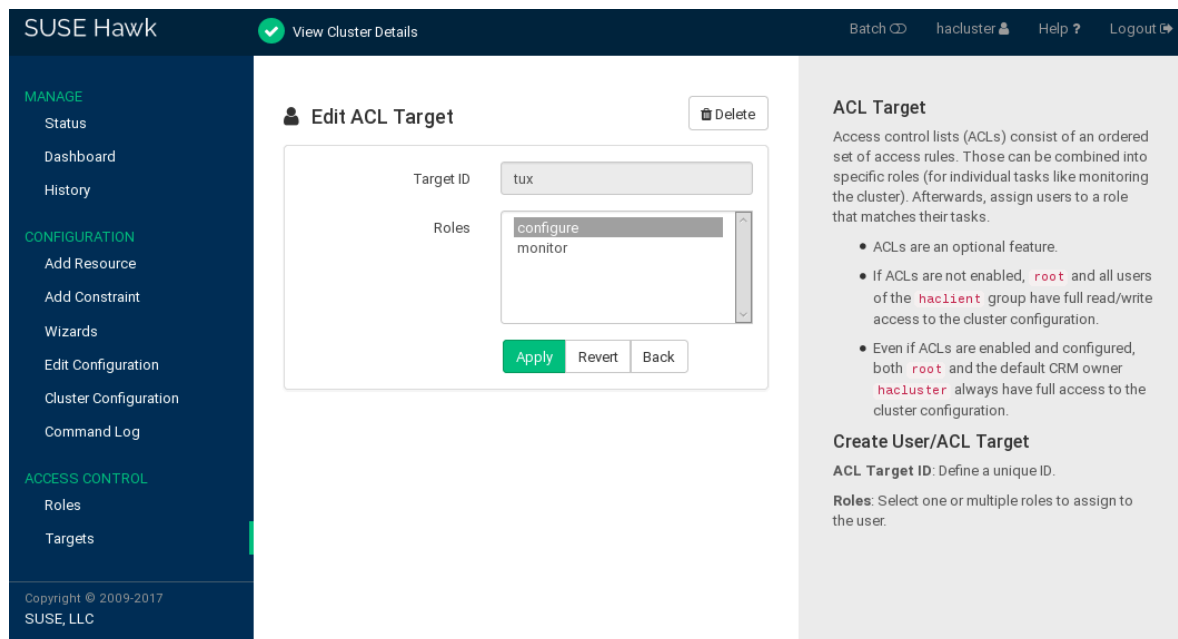 SUSE Hawk
View Cluster Details
Batch
hacluster
Help ?
Logout
MANAGE
Status
Dashboard
History
CONFIGURATION
Add Resource
Add Constraint
Wizards
Edit Configuration
Cluster Configuration
Command Log
ACCESS CONTROL
Roles
Targets
Copyright © 2009-2017
SUSE, LLC
Edit ACL Target
Delete
Target ID
tux
Roles
configure
monitor
Apply
Revert
Back
ACL Target
Access control lists (ACLs) consist of an ordered
set of access rules. Those can be combined into
specific roles (for individual tasks like monitoring
the cluster). Afterwards, assign users to a role
that matches their tasks.
● ACLs are an optional feature.
● If ACLs are not enabled, root and all users
of the haclient group have full read/write
access to the cluster configuration.
● Even if ACLs are enabled and configured,
both root and the default CRM owner
hacluster always have full access to the
cluster configuration.
Create User/ACL Target
ACL Target ID: Define a unique ID.
Roles: Select one or multiple roles to assign to
the user.